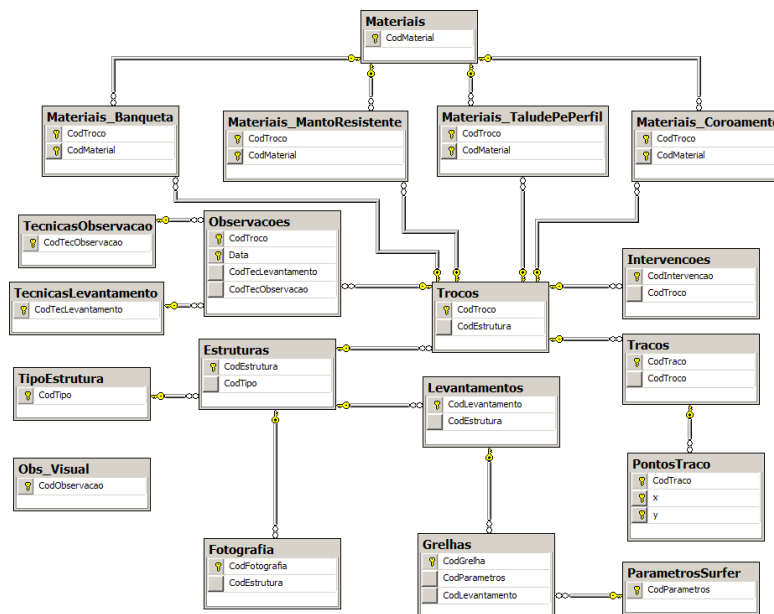 Materiais
CodMaterial
Materiais_Banqueta
CodTroco
CodMaterial
Materiais_MantoResistente
CodTroco
CodMaterial
Materiais_TaludePePerfil
CodTroco
CodMaterial
Materiais_Coroamento
CodTroco
CodMaterial
TecnicasObservacao
CodTecObservacao
Observacoes
CodTroco
Data
CodTecLevantamento
CodTecObservacao
Intervencoes
CodIntervencao
CodTroco
TecnicasLevantamento
CodTecLevantamento
Trocos
CodTroco
CodEstrutura
Estruturas
CodEstrutura
CodTipo
Tracos
CodTraco
CodTroco
TipoEstrutura
CodTipo
Levantamentos
CodLevantamento
CodEstrutura
Obs_Visual
CodObservacao
PontosTraco
CodTraco
x
y
Fotografia
CodFotografia
CodEstrutura
Grelhas
CodGrelha
CodParametros
CodLevantamento
ParametrosSurfer
CodParametros